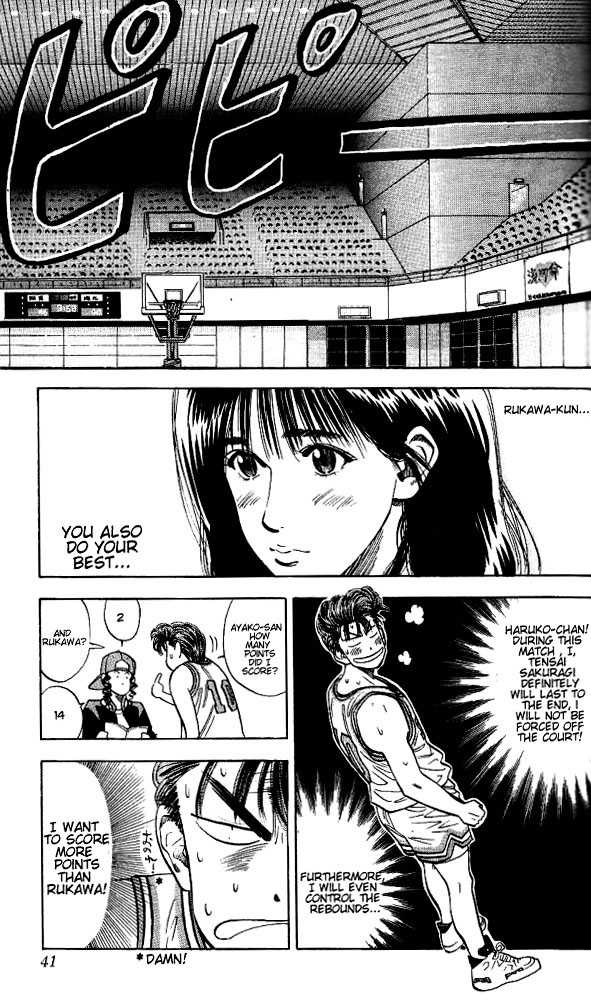 ピピー
RUKAWA-KUN...
YOU ALSO
DO YOUR
BEST...
HARUKO-CHAN!
DURING THIS
MATCH , I,
TENSAI
SAKURAGI
DEFINITELY
WILL LAST TO
THE END, I
WILL NOT BE
FORCED OFF
THE COURT!
FURTHERMORE,
I WILL EVEN
CONTROL THE
REBOUNDS...
AYAKO-SAN
HOW
MANY
POINTS
DID I
SCORE?
2
AND
RUKAWA?
14
10
I WANT
TO SCORE
MORE
POINTS
THAN
RUKAWA!
*
* DAMN!
41